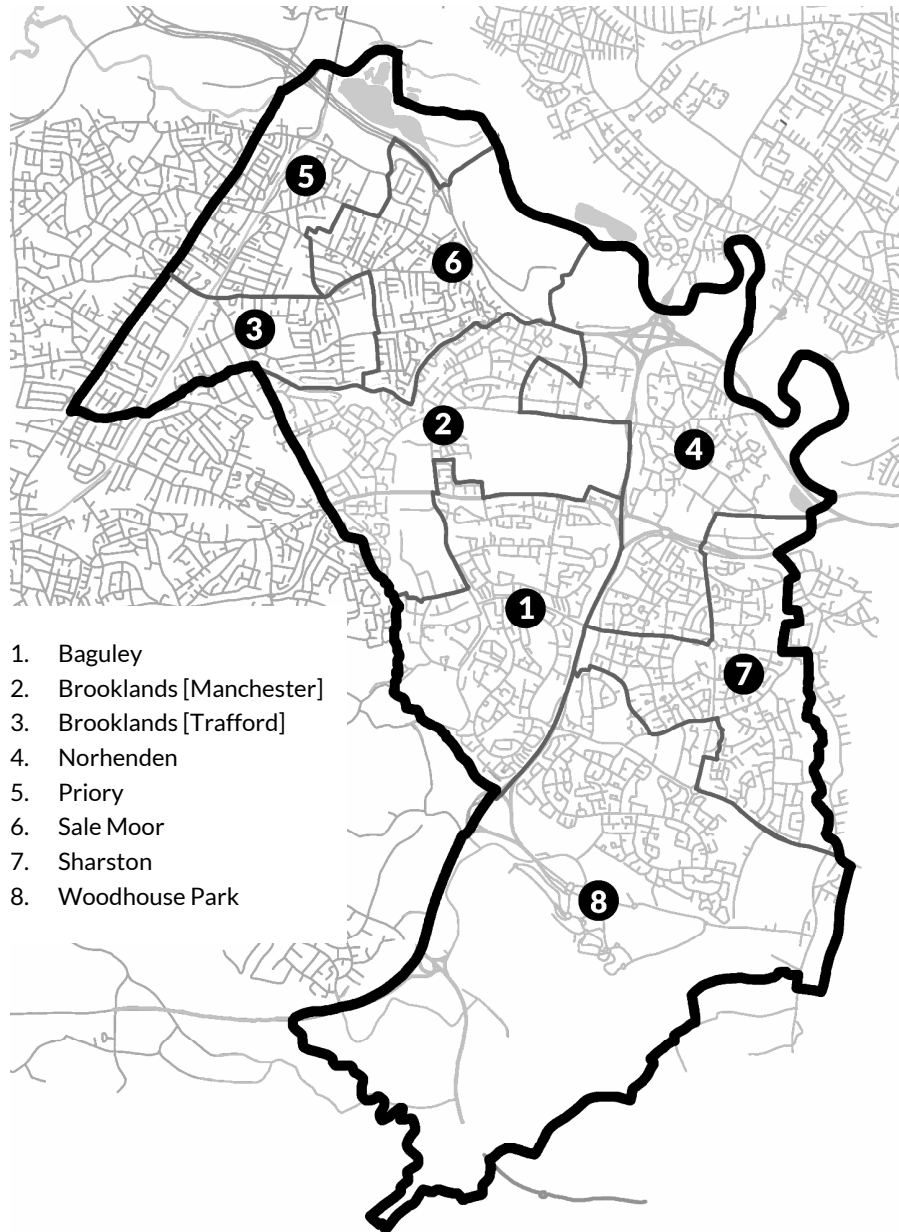 5
6
3
2
4
1
7
8
1. Baguley
2. Brooklands [Manchester]
3. Brooklands [Trafford]
4. Norhenden
5. Priory
6. Sale Moor
7. Sharston
8. Woodhouse Park